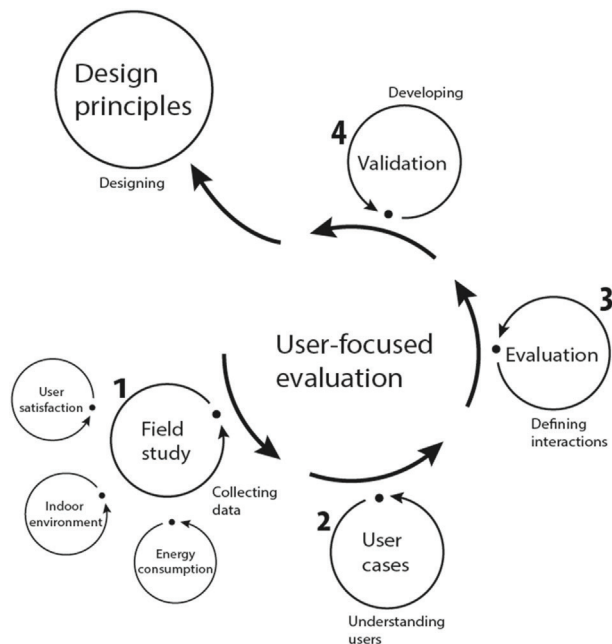 Design
principles
Designing
Developing
4
Validation
3
Evaluation
Defining
interactions
User-focused
evaluation
1
Field
study
Collecting
data
User
satisfaction
Indoor
environment
Energy
consumption
2
User
cases
Understanding
users